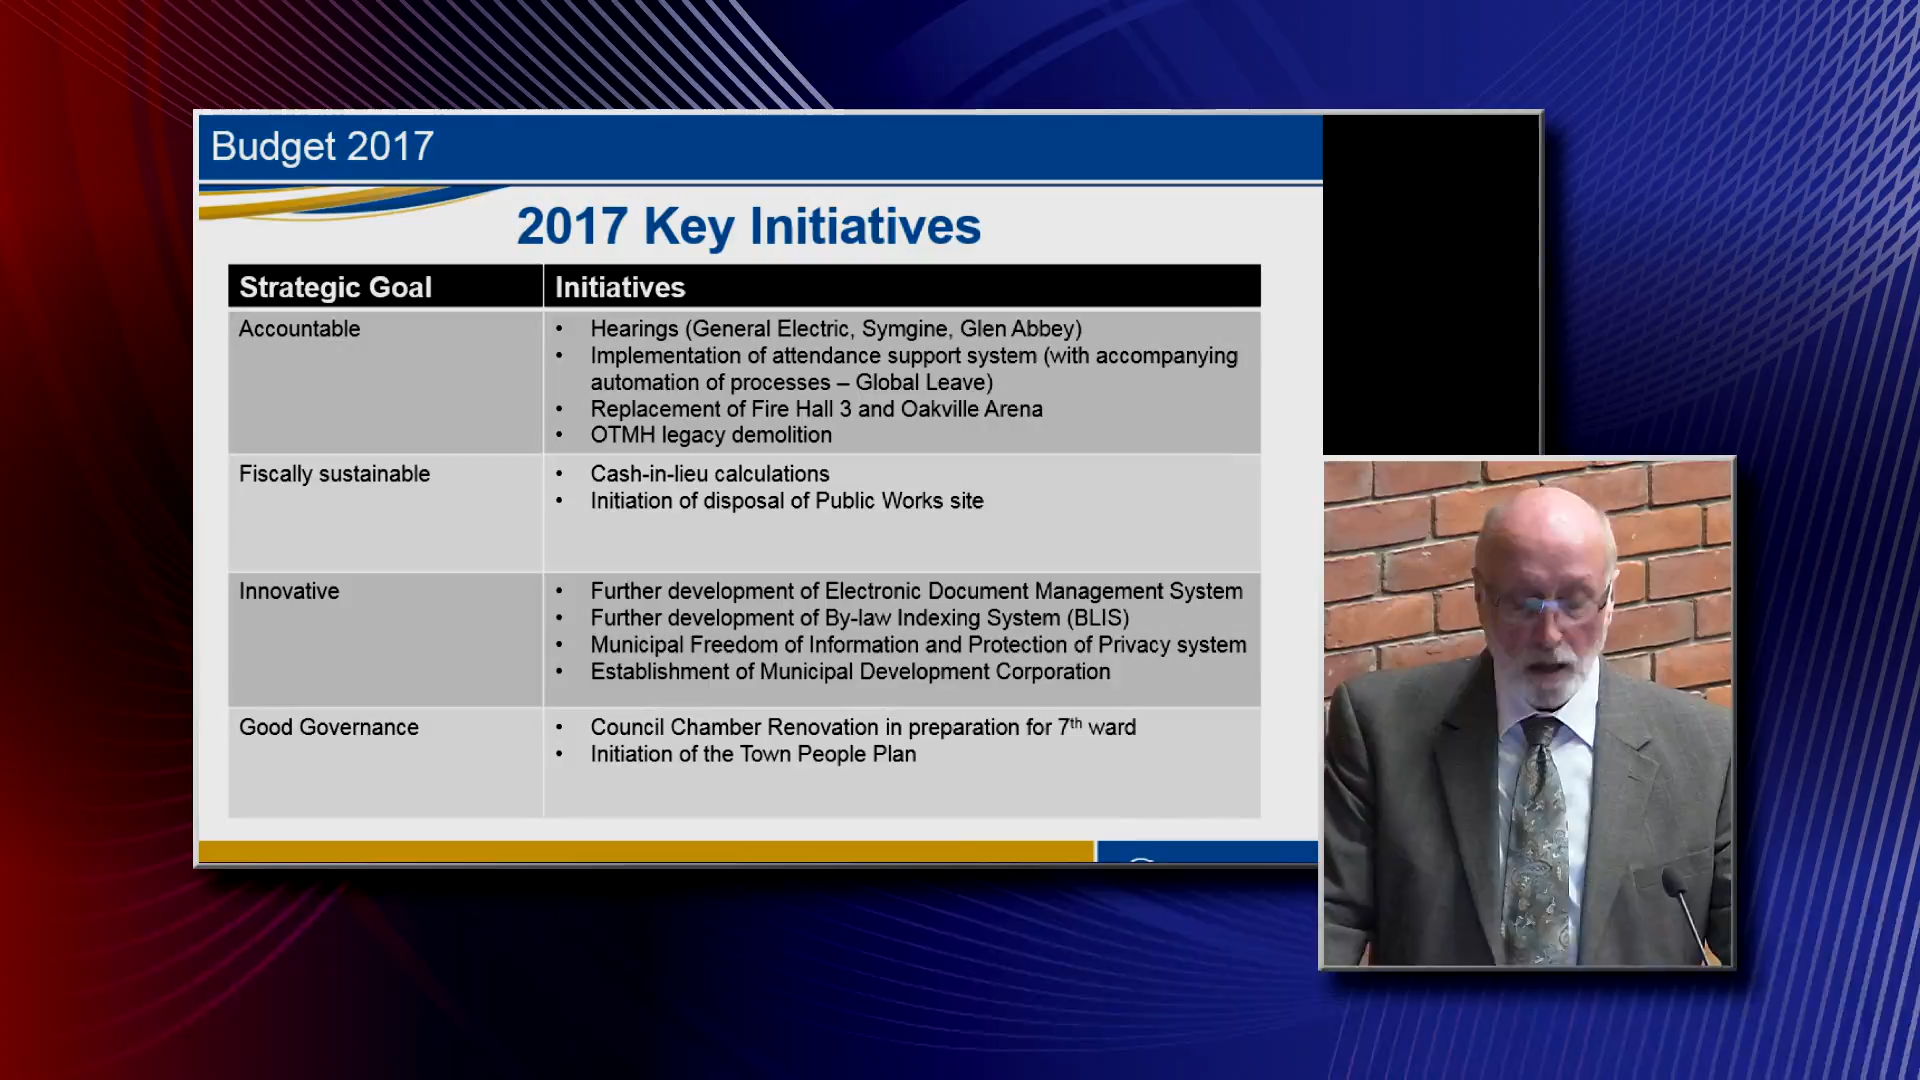 Budget 2017
2017 Key Initiatives
Strategic Goal
Initiatives
Accountable
• Hearings (General Electric, Symgine, Glen Abbey)
• Implementation of attendance support system (with accompanying
automation of processes – Global Leave)
• Replacement of Fire Hall 3 and Oakville Arena
• OTMH legacy demolition
Fiscally sustainable
• Cash-in-lieu calculations
• Initiation of disposal of Public Works site
Innovative
• Further development of Electronic Document Management System
• Further development of By-law Indexing System (BLIS)
• Municipal Freedom of Information and Protection of Privacy system
• Establishment of Municipal Development Corporation
Good Governance
• Council Chamber Renovation in preparation for 7th ward
• Initiation of the Town People Plan